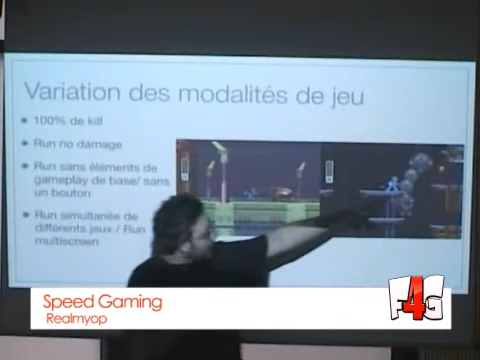 Variation des modalités de jeu
100% de kill
Run no damage
Run sans éléments de
gameplay de base/ sans
un bouton
Run simultanée de
différents jeux / Run
multiscreen
Speed Gaming
Realmyop
F4G